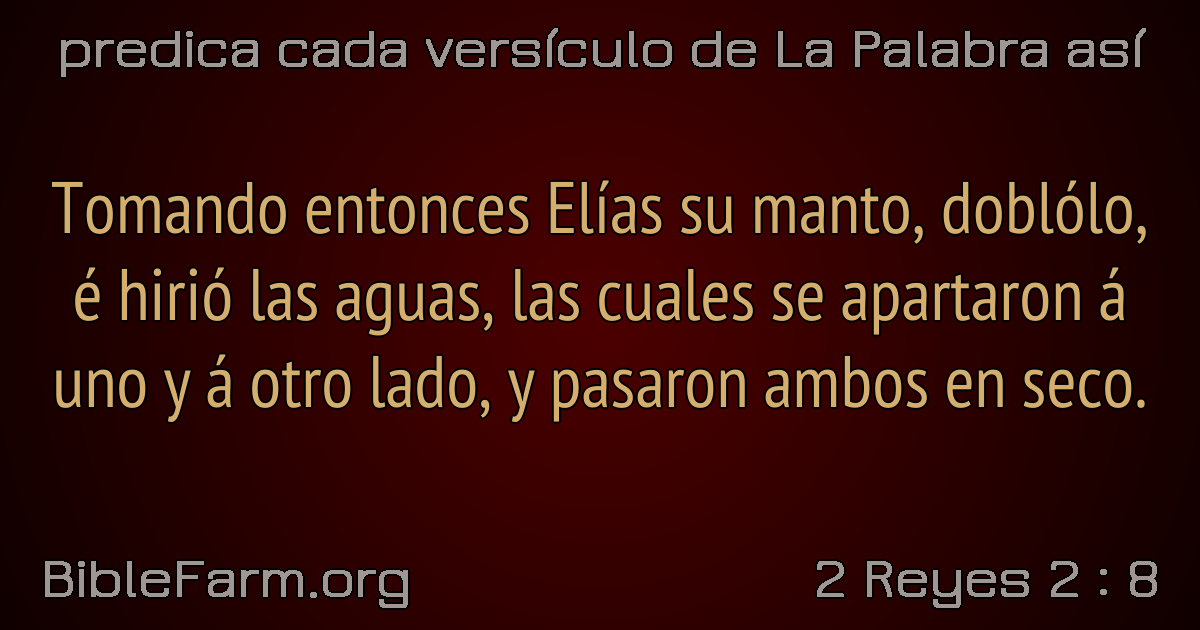 predica cada versículo de La Palabra así
Tomando entonces Elías su manto, doblólo,
é hirió las aguas, las cuales se apartaron á
uno y á otro lado, y pasaron ambos en seco.
BibleFarm.org
2 Reyes 2 : 8